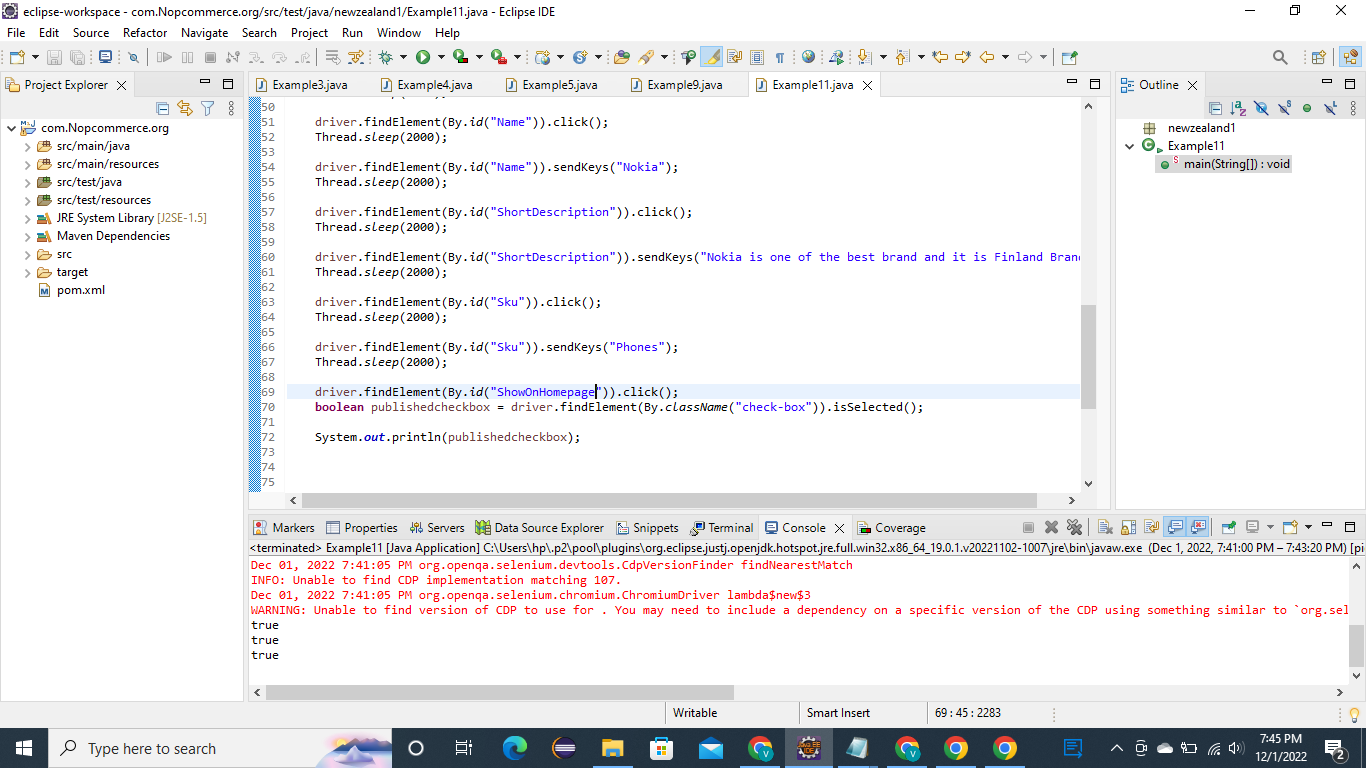 eclipse-workspace - com.Nopcommerce.org/src/test/java/newzealand1/Example11.java - Eclipse IDE
File Edit Source Refactor Navigate Search Project Run Window Help
Project Explorer
Example3.java
Example4.java
Example5.java
Example9.java
Example11.java
Outline
com.Nopcommerce.org
src/main/java
src/main/resources
src/test/java
src/test/resources
JRE System Library [J2SE-1.5]
Maven Dependencies
src
target
pom.xml
50
51 driver.findElement(By.id("Name")).click();
52 Thread.sleep(2000);
53
54 driver.findElement(By.id("Name")).sendKeys("Nokia");
55 Thread.sleep(2000);
56
57 driver.findElement(By.id("ShortDescription")).click();
58 Thread.sleep(2000);
59
60 driver.findElement(By.id("ShortDescription")).sendKeys("Nokia is one of the best brand and it is Finland Bran
61 Thread.sleep(2000);
62
63 driver.findElement(By.id("Sku")).click();
64 Thread.sleep(2000);
65
66 driver.findElement(By.id("Sku")).sendKeys("Phones");
67 Thread.sleep(2000);
68
69 driver.findElement(By.id("ShowOnHomepage")).click();
70 boolean publishedcheckbox = driver.findElement(By.className("check-box")).isSelected();
71
72 System.out.println(publishedcheckbox);
73
74
75
newzealand1
Example11
main(String[]) : void
Markers Properties Servers Data Source Explorer Snippets Terminal Console Coverage
<terminated> Example11 [Java Application] C:\Users\hp\.p2\pool\plugins\org.eclipse.justj.openjdk.hotspot.jre.full.win32.x86_64_19.0.1.v20221102-1007\jre\bin\javaw.exe (Dec 1, 2022, 7:41:00 PM – 7:43:20 PM) [pi
Dec 01, 2022 7:41:05 PM org.openqa.selenium.devtools.CdpVersionFinder findNearestMatch
INFO: Unable to find CDP implementation matching 107.
Dec 01, 2022 7:41:05 PM org.openqa.selenium.chromium.ChromiumDriver lambda$new$3
WARNING: Unable to find version of CDP to use for . You may need to include a dependency on a specific version of the CDP using something similar to `org.sel
true
true
true
Writable
Smart Insert
69 : 45 : 2283
Type here to search
7:45 PM
12/1/2022
2